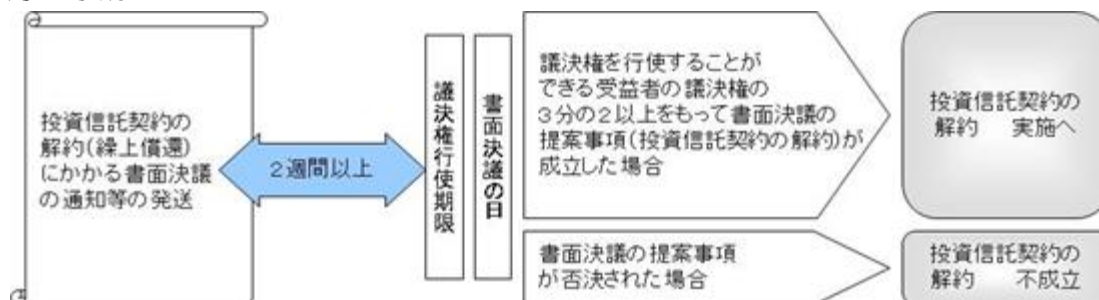 投資信託契約の
解約(繰上償還)
にかかる書面決議
の通知等の発送
2週間以上
議決権行使期限
書面決議の日
議決権を行使することが
できる受益者の議決権の
3分の2以上をもって書面決議の
提案事項(投資信託契約の解約)が
成立した場合
投資信託契約の
解約　実施へ
書面決議の提案事項
が否決された場合
投資信託契約の
解約　不成立